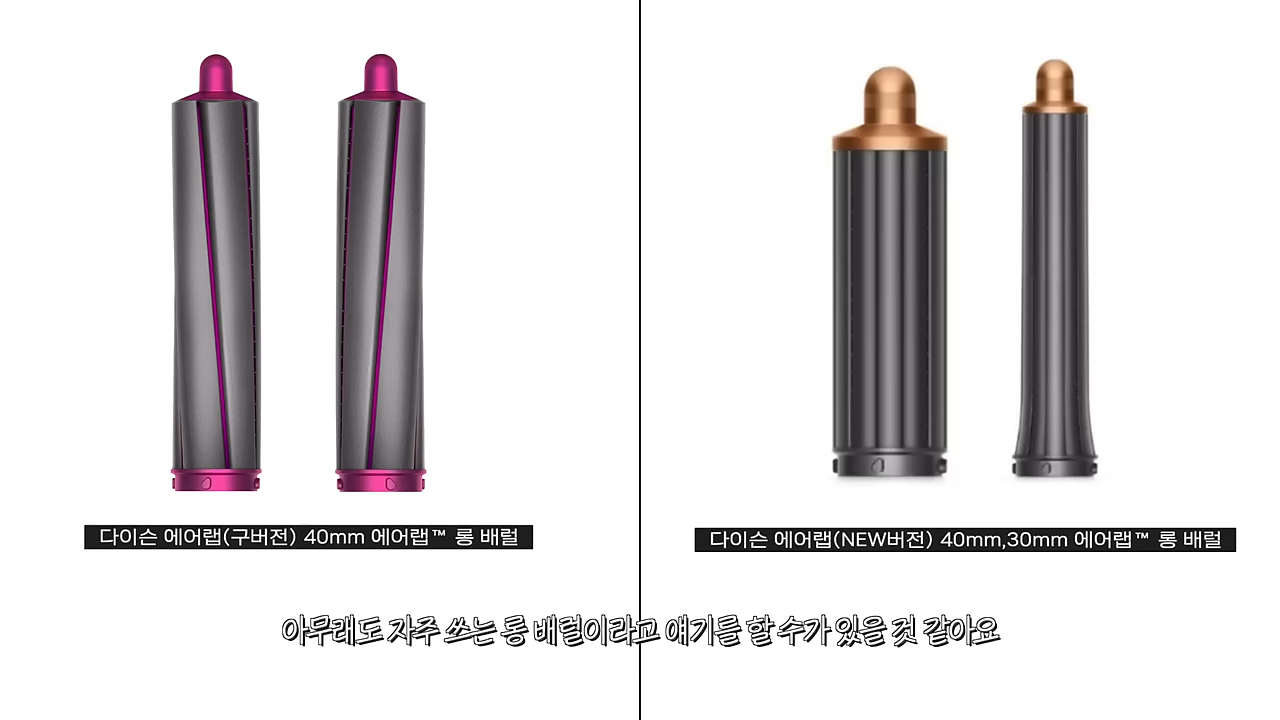 다이슨 에어랩(구버전) 40mm 에어랩™ 롱 배럴
다이슨 에어랩(NEW버전) 40mm,30mm 에어랩™ 롱 배럴
아무래도 자주 쓰는 롱 배럴이라고 얘기를 할 수가 있을 것 같아요